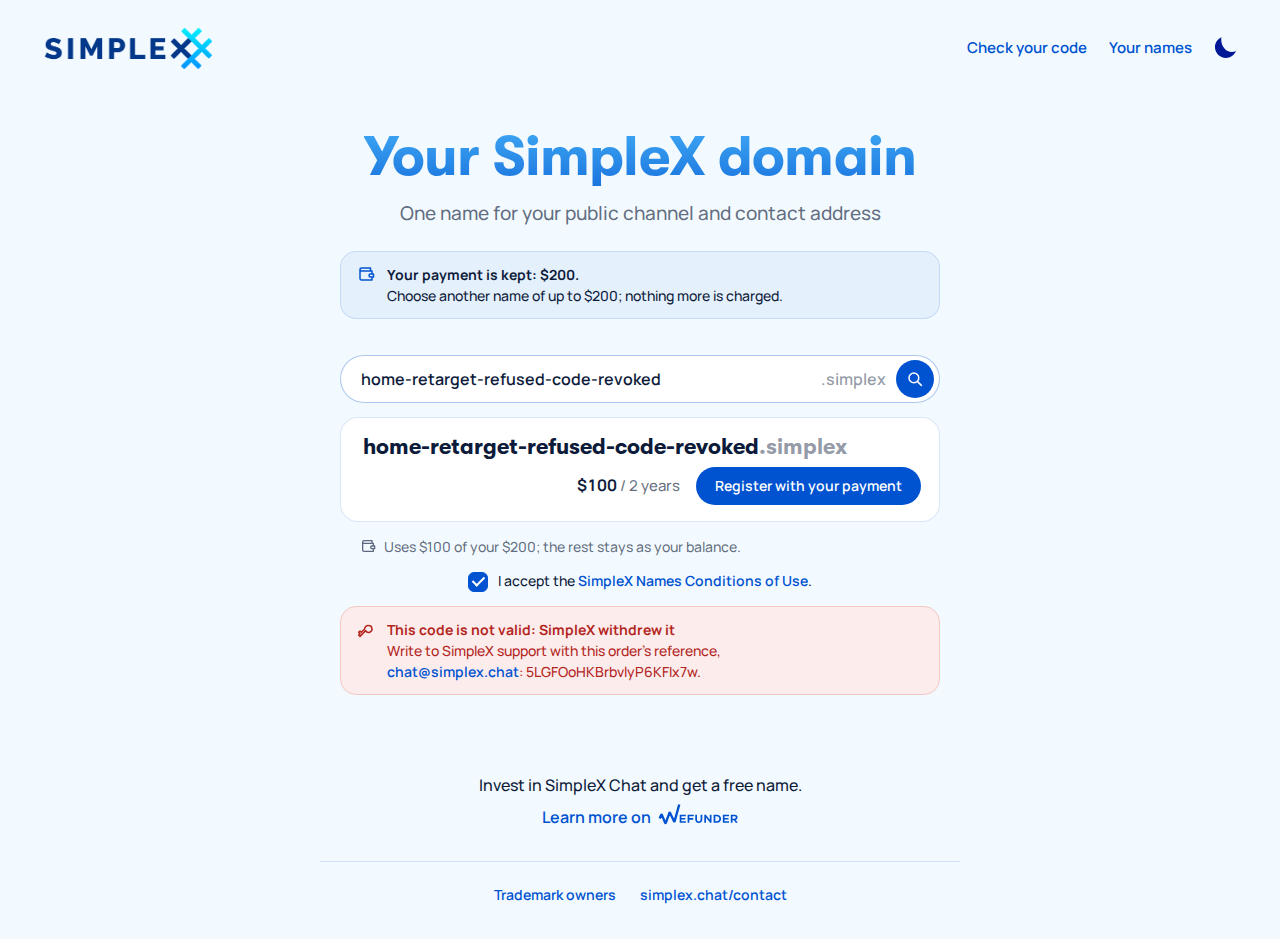 SIMPLEX
Check your code
Your names
Your SimpleX domain
One name for your public channel and contact address
Your payment is kept: $200.
Choose another name of up to $200; nothing more is charged.
home-retarget-refused-code-revoked
.simplex
home-retarget-refused-code-revoked.simplex
$100 / 2 years
Register with your payment
Uses $100 of your $200; the rest stays as your balance.
I accept the SimpleX Names Conditions of Use.
This code is not valid: SimpleX withdrew it
Write to SimpleX support with this order's reference,
chat@simplex.chat: 5LGFOoHKBrbvlyP6KFlx7w.
Invest in SimpleX Chat and get a free name.
Learn more on WEFUNDER
Trademark owners
simplex.chat/contact